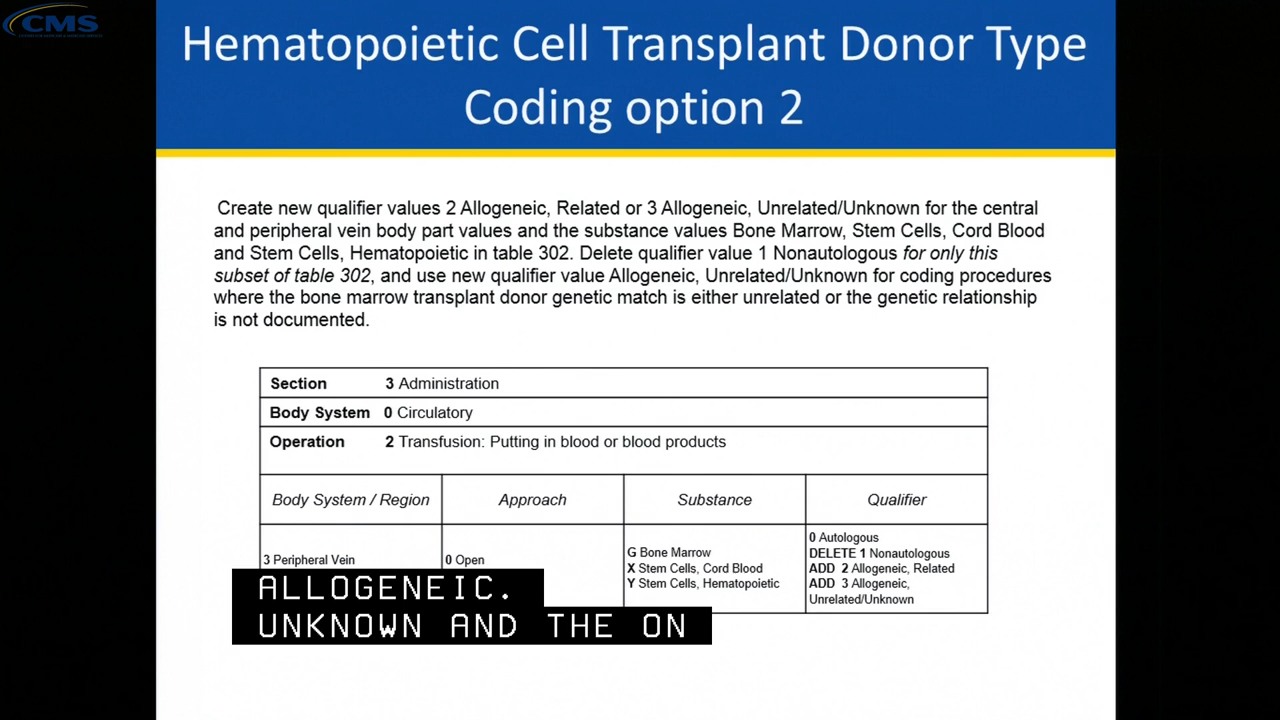 CMS
Hematopoietic Cell Transplant Donor Type
Coding option 2
Create new qualifier values 2 Allogeneic, Related or 3 Allogeneic, Unrelated/Unknown for the central
and peripheral vein body part values and the substance values Bone Marrow, Stem Cells, Cord Blood
and Stem Cells, Hematopoietic in table 302. Delete qualifier value 1 Nonautologous for only this
subset of table 302, and use new qualifier value Allogeneic, Unrelated/Unknown for coding procedures
where the bone marrow transplant donor genetic match is either unrelated or the genetic relationship
is not documented.
Section 3 Administration
Body System 0 Circulatory
Operation 2 Transfusion: Putting in blood or blood products
Body System / Region Approach Substance Qualifier
3 Peripheral Vein
0 Open
G Bone Marrow
X Stem Cells, Cord Blood
Y Stem Cells, Hematopoietic
0 Autologous
DELETE 1 Nonautologous
ADD 2 Allogeneic, Related
ADD 3 Allogeneic,
Unrelated/Unknown
ALLOGENEIC.
UNKNOWN AND THE ON